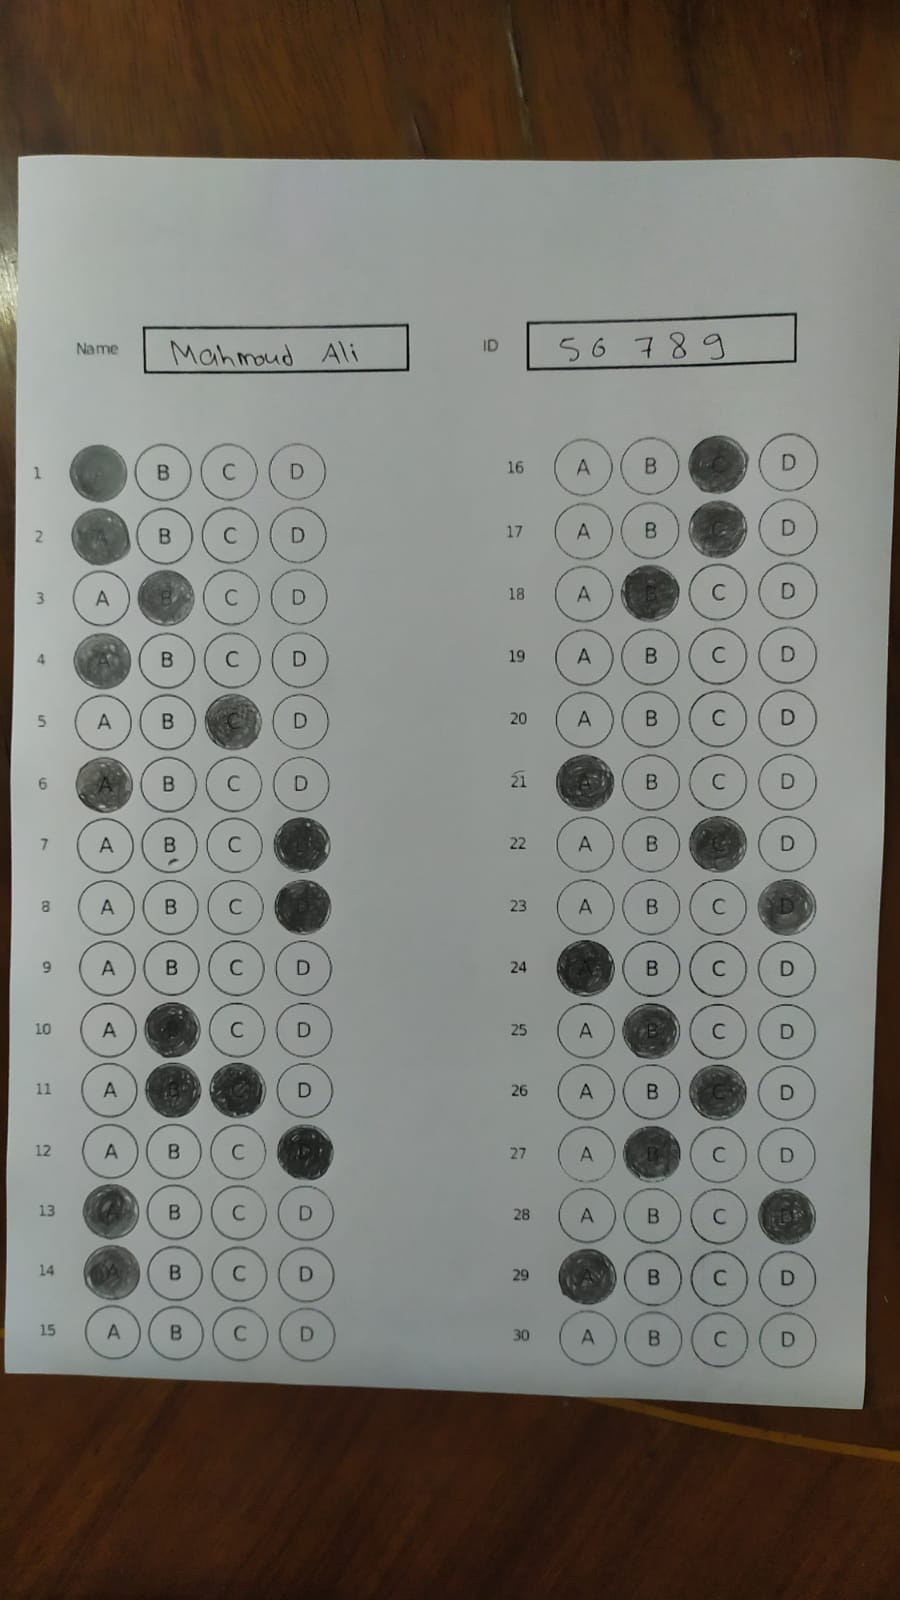 Name Mahmoud Ali ID 56 789
1 B C D 16 A B C D
2 A B C D 17 A B C D
3 A B C D 18 A B C D
4 A B C D 19 A B C D
5 A B C D 20 A B C D
6 A B C D 21 A B C D
7 A B C D 22 A B C D
8 A B C D 23 A B C D
9 A B C D 24 A B C D
10 A B C D 25 A B C D
11 A B C D 26 A B C D
12 A B C D 27 A B C D
13 A B C D 28 A B C D
14 A B C D 29 A B C D
15 A B C D 30 A B C D